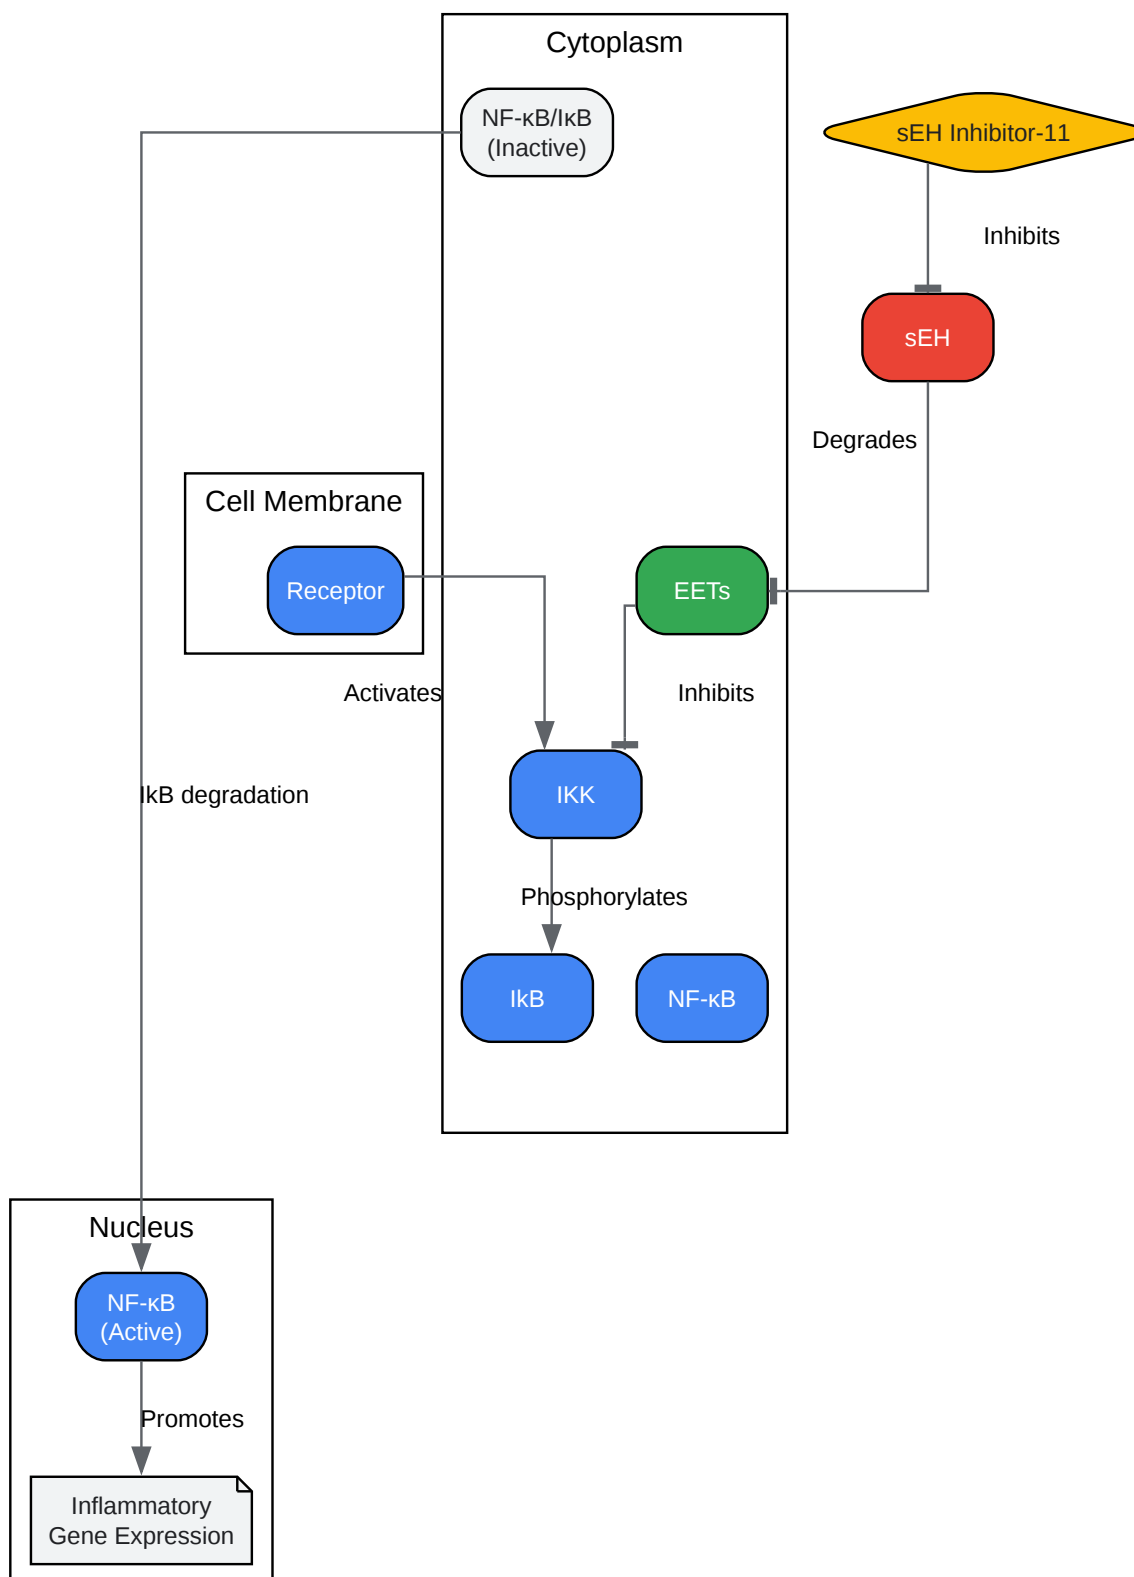 Cytoplasm
NF-κB/IκB
(Inactive)
sEH Inhibitor-11
Inhibits
sEH
Degrades
Cell Membrane
Receptor
EETs
Activates
Inhibits
IKK
IkB degradation
Phosphorylates
IkB
NF-κB
Nucleus
NF-κB
(Active)
Promotes
Inflammatory
Gene Expression